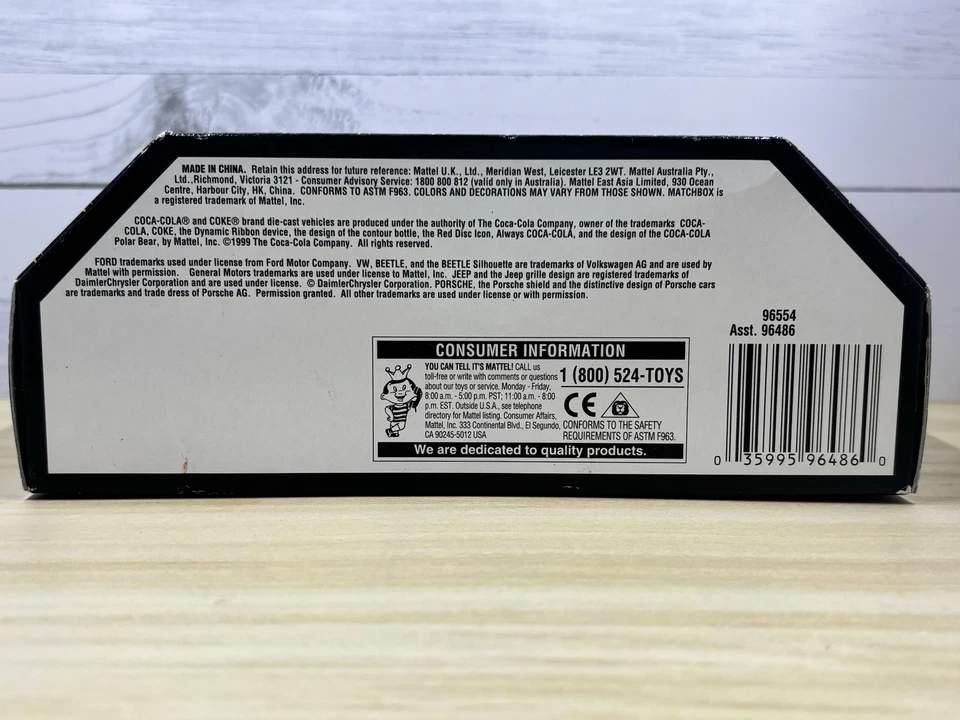 MADE IN CHINA. Retain this address for future reference: Mattel U.K., Ltd., Meridian West, Leicester LE3 2WT. Mattel Australia Pty.,
Ltd.,Richmond, Victoria 3121 - Consumer Advisory Service: 1800 800 812 (valid only in Australia). Mattel East Asia Limited, 930 Ocean
Centre, Harbour City, HK, China. CONFORMS TO ASTM F963. COLORS AND DECORATIONS MAY VARY FROM THOSE SHOWN. MATCHBOX is
a registered trademark of Mattel, Inc.
COCA-COLA® and COKE® brand die-cast vehicles are produced under the authority of The Coca-Cola Company, owner of the trademarks COCA-
COLA, COKE, the Dynamic Ribbon device, the design of the contour bottle, the Red Disc Icon, Always COCA-COLA, and the design of the COCA-COLA
Polar Bear, by Mattel, Inc. ©1999 The Coca-Cola Company. All rights reserved.
FORD trademarks used under license from Ford Motor Company. VW, BEETLE, and the BEETLE Silhouette are trademarks of Volkswagen AG and are used by
Mattel with permission. General Motors trademarks are used under license to Mattel, Inc. JEEP and the Jeep grille design are registered trademarks of
DaimlerChrysler Corporation and are used under license. © DaimlerChrysler Corporation. PORSCHE, the Porsche shield and the distinctive design of Porsche cars
are trademarks and trade dress of Porsche AG. Permission granted. All other trademarks are used under license or with permission.
96554
Asst. 96486
CONSUMER INFORMATION
YOU CAN TELL IT'S MATTEL! CALL us
toll-free or write with comments or questions
about our toys or service. Monday - Friday,
8:00 a.m. - 5:00 p.m. PST; 11:00 a.m. - 8:00
p.m. EST. Outside U.S.A., see telephone
directory for Mattel listing. Consumer Affairs,
Mattel, Inc. 333 Continental Blvd., El Segundo,
CA 90245-5012 USA
1 (800) 524-TOYS
CE
CONFORMS TO THE SAFETY
REQUIREMENTS OF ASTM F963.
We are dedicated to quality products.
0 35995 96486 0